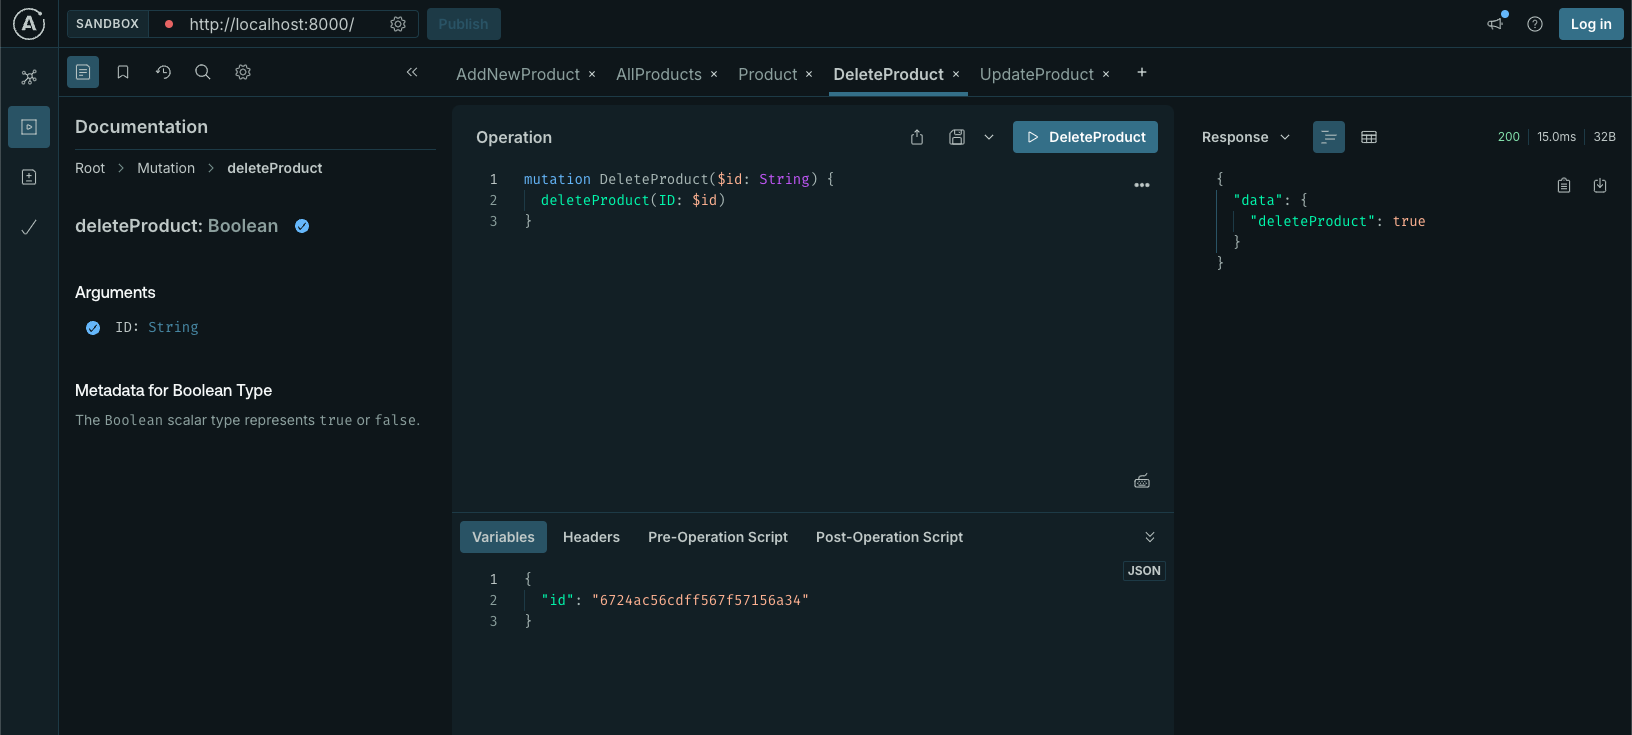 SANDBOX
http://localhost:8000/
Publish
Log in
AddNewProduct ×
AllProducts ×
Product ×
DeleteProduct ×
UpdateProduct ×
+
Documentation
Root > Mutation > deleteProduct
deleteProduct: Boolean
Arguments
ID: String
Metadata for Boolean Type
The Boolean scalar type represents true or false.
Operation
DeleteProduct
1 mutation DeleteProduct($id: String) {
2 deleteProduct(ID: $id)
3 }
Variables
Headers
Pre-Operation Script
Post-Operation Script
JSON
1 {
2 "id": "6724ac56cdff567f57156a34"
3 }
Response
200
15.0ms
32B
{
"data": {
"deleteProduct": true
}
}